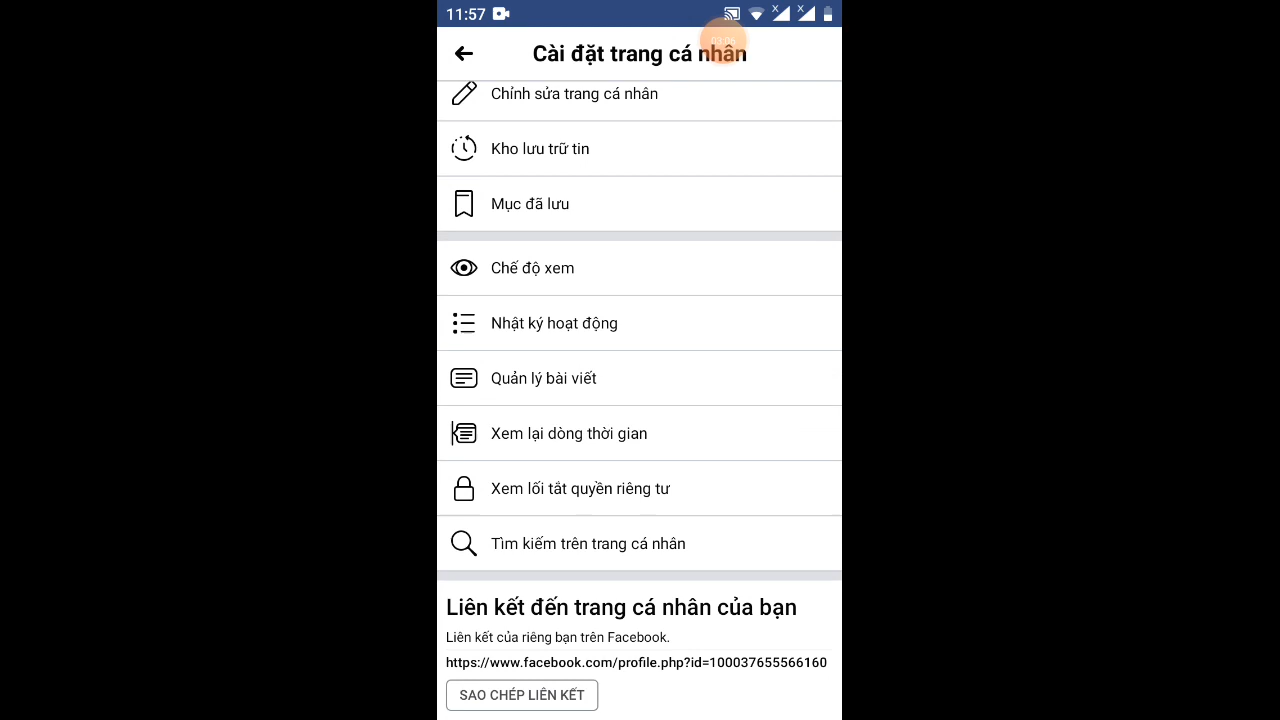 11:57
03:06
Cài đặt trang cá nhân
Chỉnh sửa trang cá nhân
Kho lưu trữ tin
Mục đã lưu
Chế độ xem
Nhật ký hoạt động
Quản lý bài viết
Xem lại dòng thời gian
Xem lối tắt quyền riêng tư
Tìm kiếm trên trang cá nhân
Liên kết đến trang cá nhân của bạn
Liên kết của riêng bạn trên Facebook.
https://www.facebook.com/profile.php?id=100037655566160
SAO CHÉP LIÊN KẾT